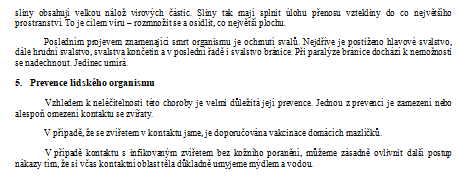 sliny obsahují velkou nálož virových částic. Sliny tak mají splnit úlohu přenosu vztekliny do co největšího
prostranství. To je cílem viru – rozmnožit se a osídlit, co největší plochu.
Posledním projevem znamenající smrt organismu je ochrnutí svalů. Nejdříve je postiženo hlavové svalstvo,
dále hrudní svalstvo, svalstva končetin a v poslední řadě i svalstvo bránice. Při paralýze bránice dochází k nemožnosti
se nadechnout. Jedinec umírá.
5. Prevence lidského organismu
Vzhledem k neléčitelnosti této choroby je velmi důležitá její prevence. Jednou z prevencí je zamezení nebo
alespoň omezení kontaktu se zvířaty.
V případě, že se zvířetem v kontaktu jsme, je doporučována vakcinace domácích mazlíčků.
V případě kontaktu s infikovaným zvířetem bez kožního poranění, můžeme zásadně ovlivnit další postup
nákazy tím, že si včas kontaktní oblast těla důkladně umyjeme mýdlem a vodou.